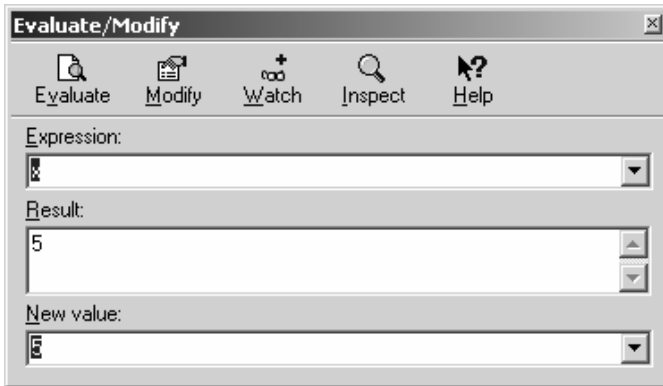 Evaluate/Modify
Evaluate Modify Watch Inspect Help
Expression:
x
Result:
5
New value:
5